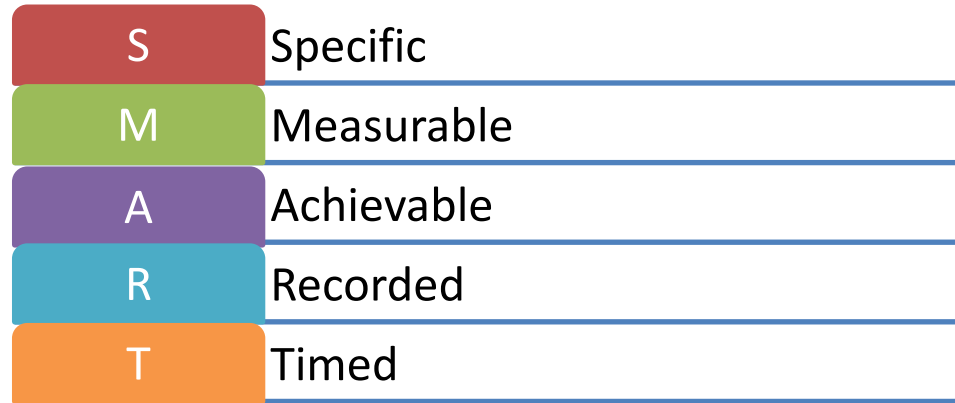 S Specific
M Measurable
A Achievable
R Recorded
T Timed